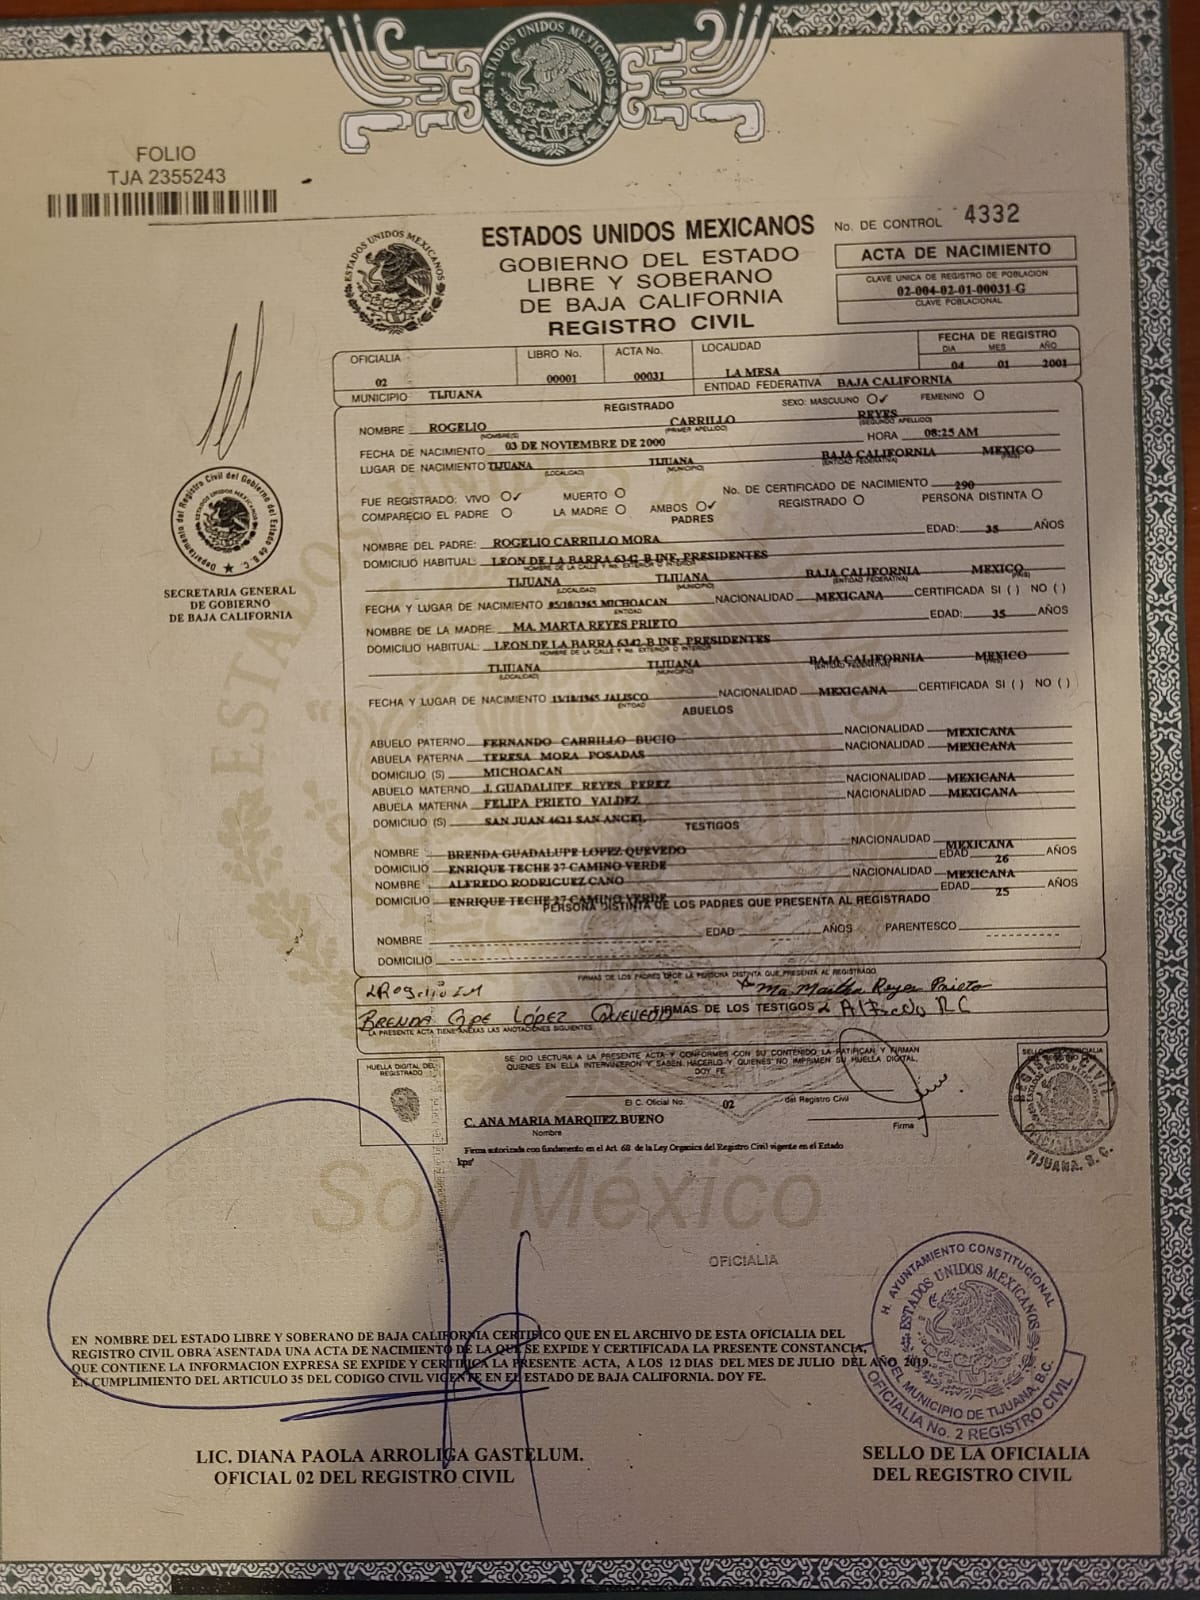 ESTADOS UNIDOS MEXICANOS
FOLIO
TJA 2355243
No. DE CONTROL 4332
ESTADOS UNIDOS MEXICANOS
GOBIERNO DEL ESTADO
LIBRE Y SOBERANO
DE BAJA CALIFORNIA
REGISTRO CIVIL
ESTADOS UNIDOS MEXICANOS
ACTA DE NACIMIENTO
CLAVE UNICA DE REGISTRO DE POBLACION
02-004-02-01-00031-G
CLAVE POBLACIONAL
OFICIALIA 02 LIBRO No. 00001 ACTA No. 00031 LOCALIDAD LA MESA
FECHA DE REGISTRO
DIA MES AÑO
04 01 2001
MUNICIPIO TIJUANA ENTIDAD FEDERATIVA BAJA CALIFORNIA
REGISTRADO SEXO: MASCULINO O✓ FEMENINO O
NOMBRE ROGELIO CARRILLO REYES
(NOMBRE(S) (PRIMER APELLIDO) (SEGUNDO APELLIDO)
FECHA DE NACIMIENTO 03 DE NOVIEMBRE DE 2000 HORA 08:25 AM
LUGAR DE NACIMIENTO TIJUANA TIJUANA BAJA CALIFORNIA MEXICO
(LOCALIDAD) (MUNICIPIO) (ENTIDAD FEDERATIVA) (PAIS)
FUE REGISTRADO: VIVO O✓ MUERTO O No. DE CERTIFICADO DE NACIMIENTO 290
COMPARECIO EL PADRE O LA MADRE O AMBOS O✓ REGISTRADO O PERSONA DISTINTA O
PADRES
NOMBRE DEL PADRE: ROGELIO CARRILLO MORA EDAD: 35 AÑOS
DOMICILIO HABITUAL: LEON DE LA BARRA 6342-B INF. PRESIDENTES
NOMBRE DE LA CALLE Y No. EXTERIOR O INTERIOR
TIJUANA TIJUANA BAJA CALIFORNIA MEXICO
(LOCALIDAD) (MUNICIPIO) (ENTIDAD FEDERATIVA) (PAIS)
FECHA Y LUGAR DE NACIMIENTO 05/10/1965 MICHOACAN NACIONALIDAD MEXICANA CERTIFICADA SI ( ) NO ( )
ENTIDAD
NOMBRE DE LA MADRE: MA. MARTA REYES PRIETO EDAD: 35 AÑOS
DOMICILIO HABITUAL: LEON DE LA BARRA 6342-B INF. PRESIDENTES
NOMBRE DE LA CALLE Y No. EXTERIOR O INTERIOR
TIJUANA TIJUANA BAJA CALIFORNIA MEXICO
(LOCALIDAD) (MUNICIPIO) (ENTIDAD FEDERATIVA) (PAIS)
FECHA Y LUGAR DE NACIMIENTO 13/10/1965 JALISCO NACIONALIDAD MEXICANA CERTIFICADA SI ( ) NO ( )
ENTIDAD
ABUELOS
ABUELO PATERNO FERNANDO CARRILLO BUCIO NACIONALIDAD MEXICANA
ABUELA PATERNA TERESA MORA POSADAS NACIONALIDAD MEXICANA
DOMICILIO (S) MICHOACAN
ABUELO MATERNO J. GUADALUPE REYES PEREZ NACIONALIDAD MEXICANA
ABUELA MATERNA FELIPA PRIETO VALDEZ NACIONALIDAD MEXICANA
DOMICILIO (S) SAN JUAN 4621 SAN ANGEL
TESTIGOS
NOMBRE BRENDA GUADALUPE LOPEZ QUEVEDO NACIONALIDAD MEXICANA
DOMICILIO ENRIQUE TECHE 27 CAMINO VERDE EDAD 26 AÑOS
NOMBRE ALFREDO RODRIGUEZ CANO NACIONALIDAD MEXICANA
DOMICILIO ENRIQUE TECHE 27 CAMINO VERDE EDAD 25 AÑOS
PERSONA DISTINTA DE LOS PADRES QUE PRESENTA AL REGISTRADO
NOMBRE EDAD AÑOS PARENTESCO
DOMICILIO
FIRMAS DE LOS PADRES O DE LA PERSONA DISTINTA QUE PRESENTA AL REGISTRADO
Ma Martha Reyes Prieto
BRENDA GPE LÓPEZ QUEVEDO FIRMAS DE LOS TESTIGOS Alfredo R C
LA PRESENTE ACTA TIENE ANEXAS LAS ANOTACIONES SIGUIENTES
Departamento del Registro Civil del Gobierno del Estado de B. C.
SECRETARIA GENERAL
DE GOBIERNO
DE BAJA CALIFORNIA
HUELLA DIGITAL DEL
REGISTRADO
SE DIO LECTURA A LA PRESENTE ACTA Y CONFORMES CON SU CONTENIDO LA RATIFICAN Y FIRMAN
QUIENES EN ELLA INTERVINIERON Y SABEN HACERLO Y QUIENES NO IMPRIMEN SU HUELLA DIGITAL.
DOY FE
El C. Oficial No. 02 del Registro Civil
C. ANA MARIA MARQUEZ BUENO
Nombre Firma
Firma autorizada con fundamento en el Art. 68 de la Ley Organica del Registro Civil vigente en el Estado
kps'
REGISTRO CIVIL
TIJUANA, B. C.
Soy México
OFICIALIA
EN NOMBRE DEL ESTADO LIBRE Y SOBERANO DE BAJA CALIFORNIA CERTIFICO QUE EN EL ARCHIVO DE ESTA OFICIALIA DEL
REGISTRO CIVIL OBRA ASENTADA UNA ACTA DE NACIMIENTO DE LA QUE SE EXPIDE Y CERTIFICADA LA PRESENTE CONSTANCIA,
QUE CONTIENE LA INFORMACION EXPRESA SE EXPIDE Y CERTIFICA LA PRESENTE ACTA, A LOS 12 DIAS DEL MES DE JULIO DEL AÑO 2019.
EN CUMPLIMIENTO DEL ARTICULO 35 DEL CODIGO CIVIL VIGENTE EN EL ESTADO DE BAJA CALIFORNIA. DOY FE.
H. AYUNTAMIENTO CONSTITUCIONAL
ESTADOS UNIDOS MEXICANOS
DEL MUNICIPIO DE TIJUANA, B.C.
OFICIALIA No. 2 REGISTRO CIVIL
LIC. DIANA PAOLA ARROLIGA GASTELUM.
OFICIAL 02 DEL REGISTRO CIVIL
SELLO DE LA OFICIALIA
DEL REGISTRO CIVIL